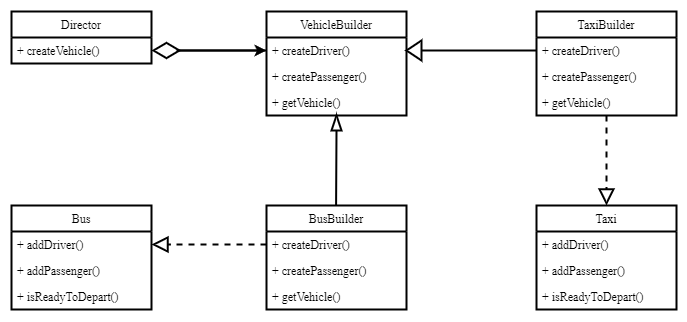 Director
+ createVehicle()
VehicleBuilder
+ createDriver()
+ createPassenger()
+ getVehicle()
TaxiBuilder
+ createDriver()
+ createPassenger()
+ getVehicle()
Bus
+ addDriver()
+ addPassenger()
+ isReadyToDepart()
BusBuilder
+ createDriver()
+ createPassenger()
+ getVehicle()
Taxi
+ addDriver()
+ addPassenger()
+ isReadyToDepart()